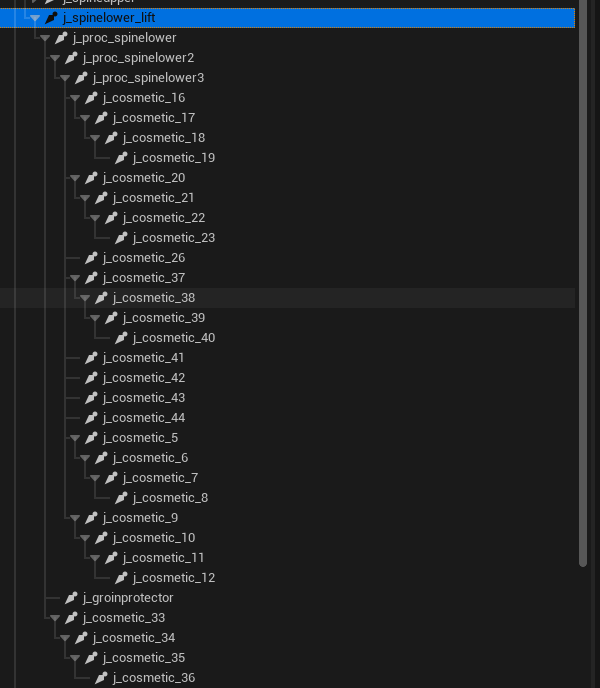 j_spineupper
j_spinelower_lift
j_proc_spinelower
j_proc_spinelower2
j_proc_spinelower3
j_cosmetic_16
j_cosmetic_17
j_cosmetic_18
j_cosmetic_19
j_cosmetic_20
j_cosmetic_21
j_cosmetic_22
j_cosmetic_23
j_cosmetic_26
j_cosmetic_37
j_cosmetic_38
j_cosmetic_39
j_cosmetic_40
j_cosmetic_41
j_cosmetic_42
j_cosmetic_43
j_cosmetic_44
j_cosmetic_5
j_cosmetic_6
j_cosmetic_7
j_cosmetic_8
j_cosmetic_9
j_cosmetic_10
j_cosmetic_11
j_cosmetic_12
j_groinprotector
j_cosmetic_33
j_cosmetic_34
j_cosmetic_35
j_cosmetic_36